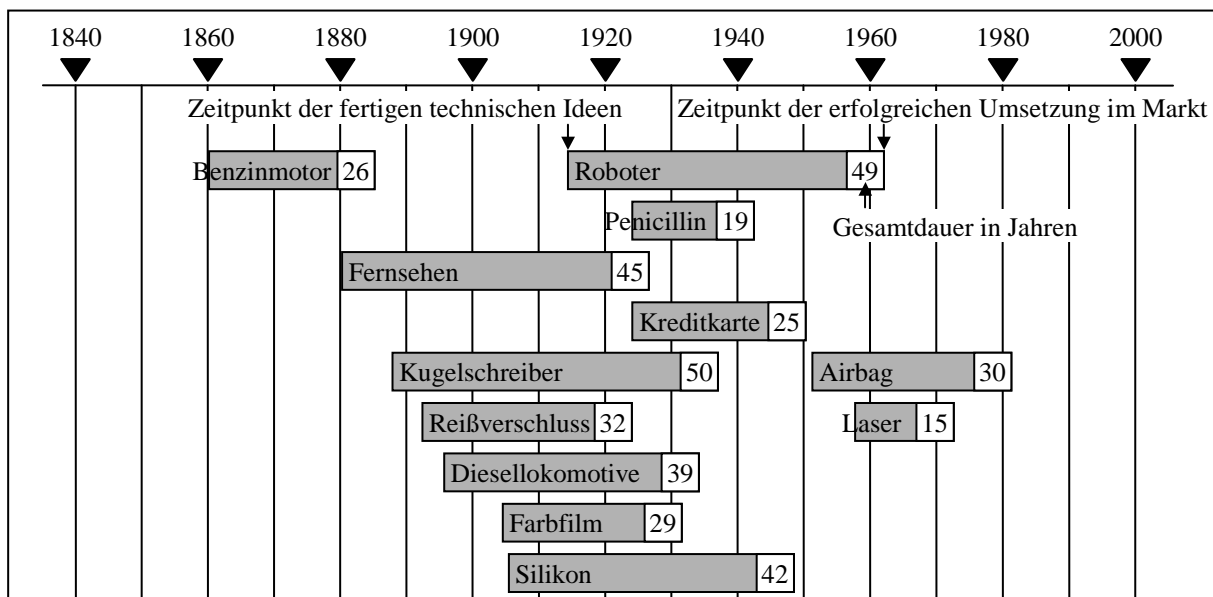 1840 1860 1880 1900 1920 1940 1960 1980 2000
Zeitpunkt der fertigen technischen Ideen Zeitpunkt der erfolgreichen Umsetzung im Markt
Benzinmotor 26 Roboter 49
Penicillin 19 Gesamtdauer in Jahren
Fernsehen 45
Kreditkarte 25
Kugelschreiber 50 Airbag 30
Reißverschluss 32 Laser 15
Diesellokomotive 39
Farbfilm 29
Silikon 42